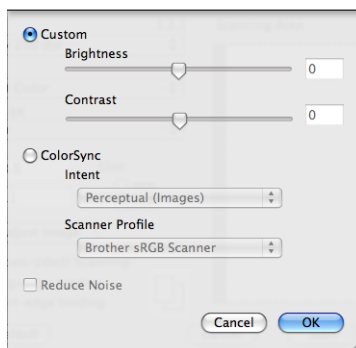 Custom
Brightness
0
Contrast
0
ColorSync
Intent
Perceptual (Images)
Scanner Profile
Brother sRGB Scanner
Reduce Noise
Cancel OK